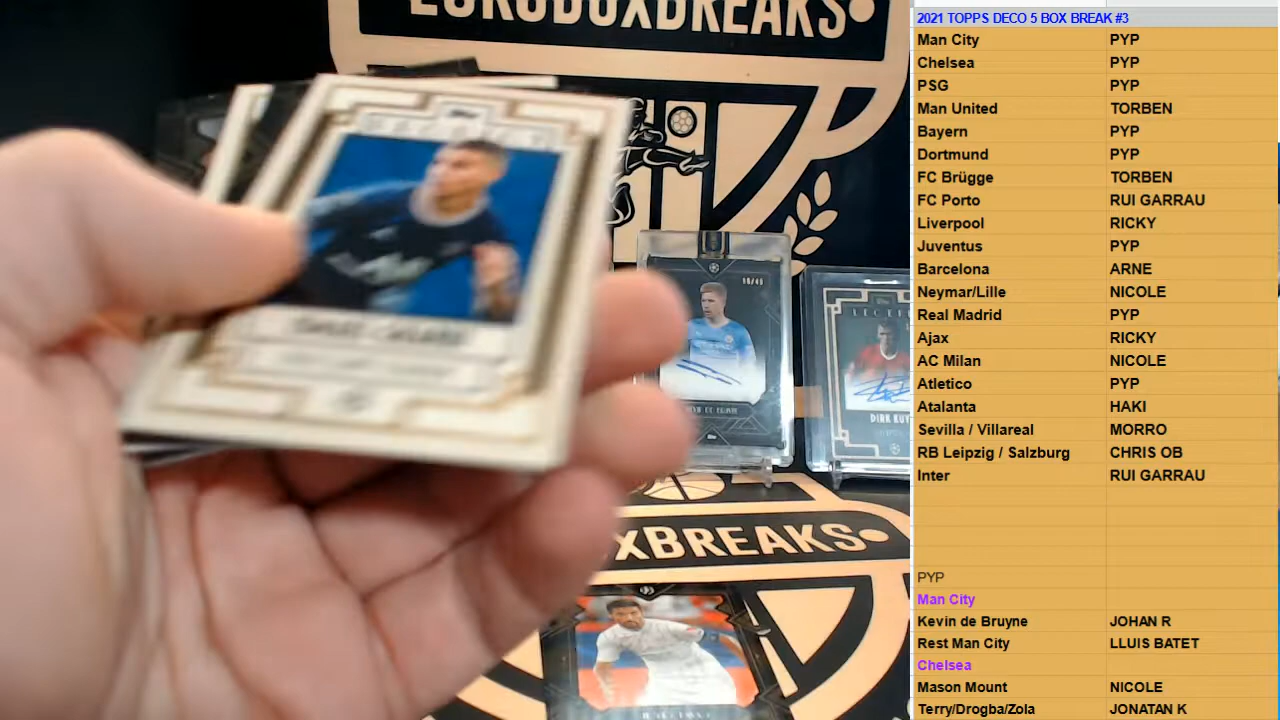 EUROBOXBREAKS
16/49
DIRK KUY
XBREAKS
2021 TOPPS DECO 5 BOX BREAK #3
Man City PYP
Chelsea PYP
PSG PYP
Man United TORBEN
Bayern PYP
Dortmund PYP
FC Brügge TORBEN
FC Porto RUI GARRAU
Liverpool RICKY
Juventus PYP
Barcelona ARNE
Neymar/Lille NICOLE
Real Madrid PYP
Ajax RICKY
AC Milan NICOLE
Atletico PYP
Atalanta HAKI
Sevilla / Villareal MORRO
RB Leipzig / Salzburg CHRIS OB
Inter RUI GARRAU
PYP
Man City
Kevin de Bruyne JOHAN R
Rest Man City LLUIS BATET
Chelsea
Mason Mount NICOLE
Terry/Drogba/Zola JONATAN K